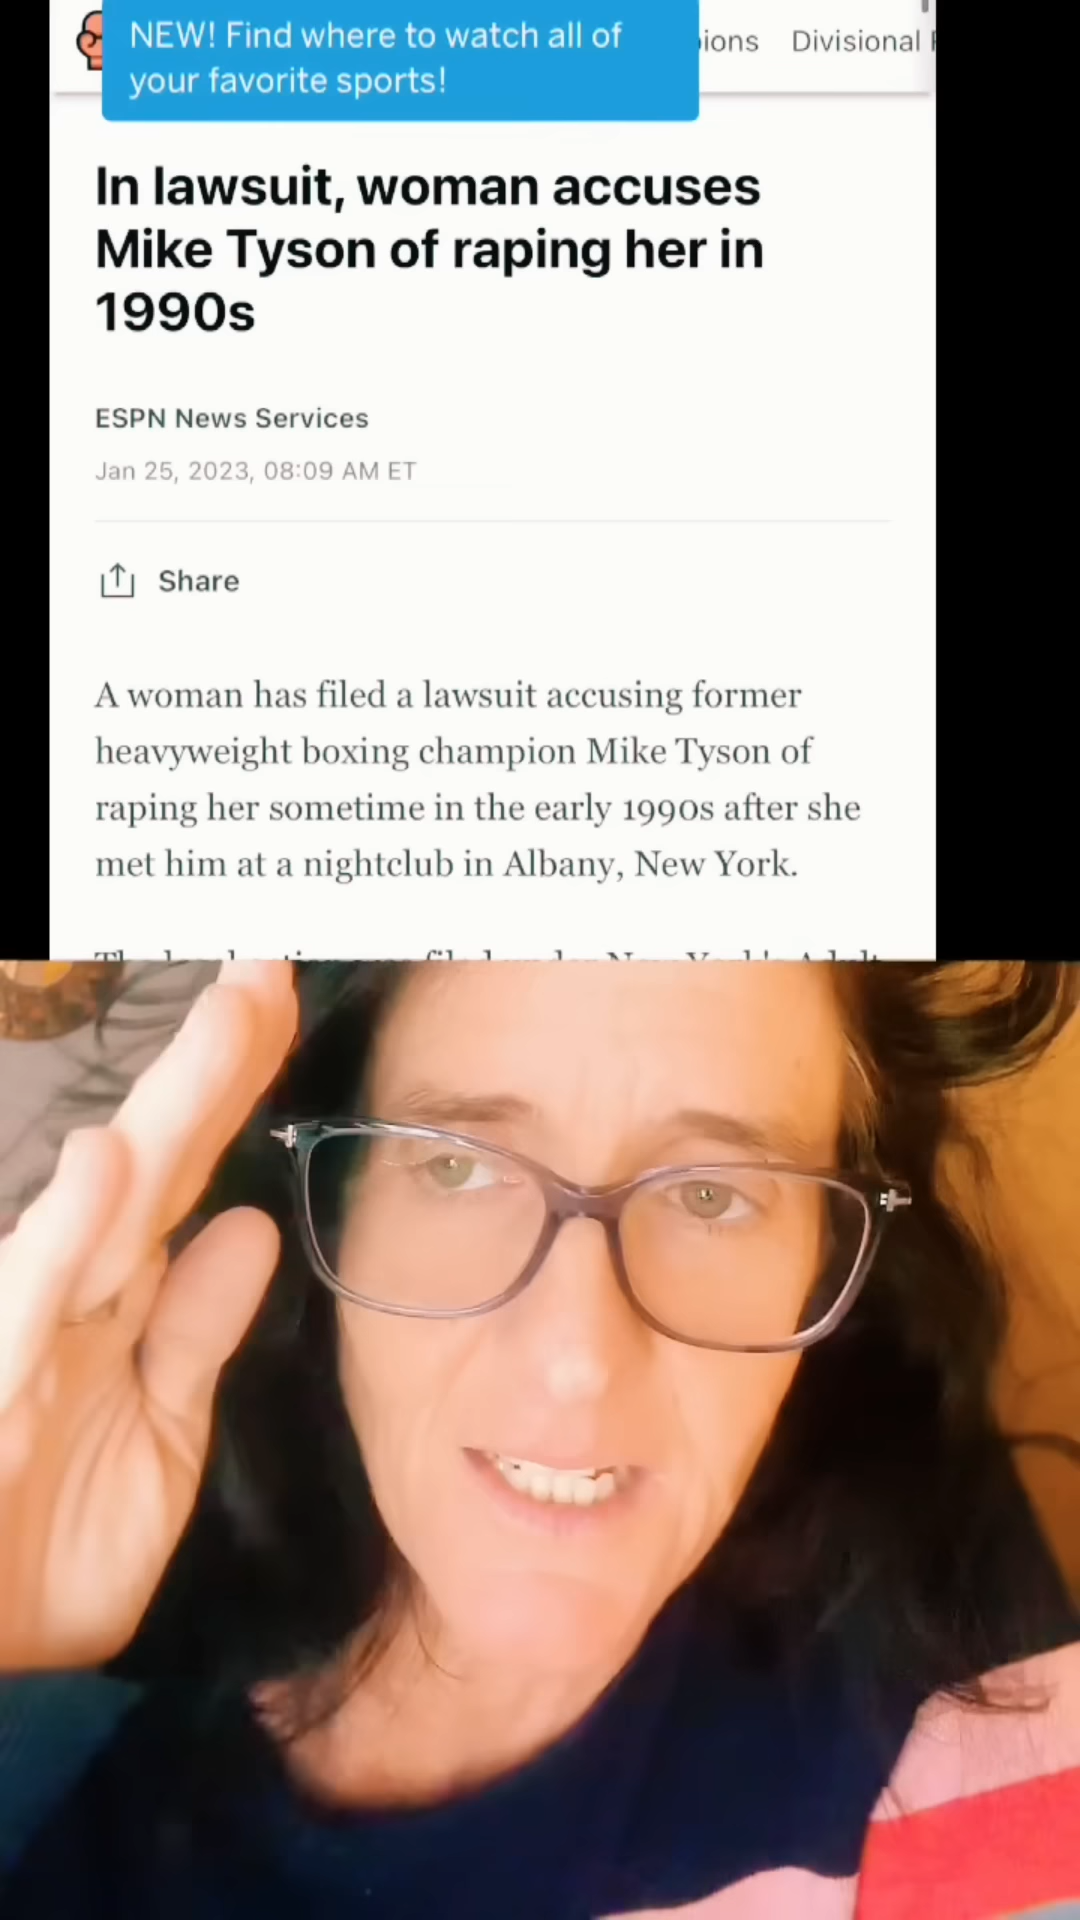 NEW! Find where to watch all of
your favorite sports!
Divisional
In lawsuit, woman accuses
Mike Tyson of raping her in
1990s
ESPN News Services
Jan 25, 2023, 08:09 AM ET
Share
A woman has filed a lawsuit accusing former
heavyweight boxing champion Mike Tyson of
raping her sometime in the early 1990s after she
met him at a nightclub in Albany, New York.